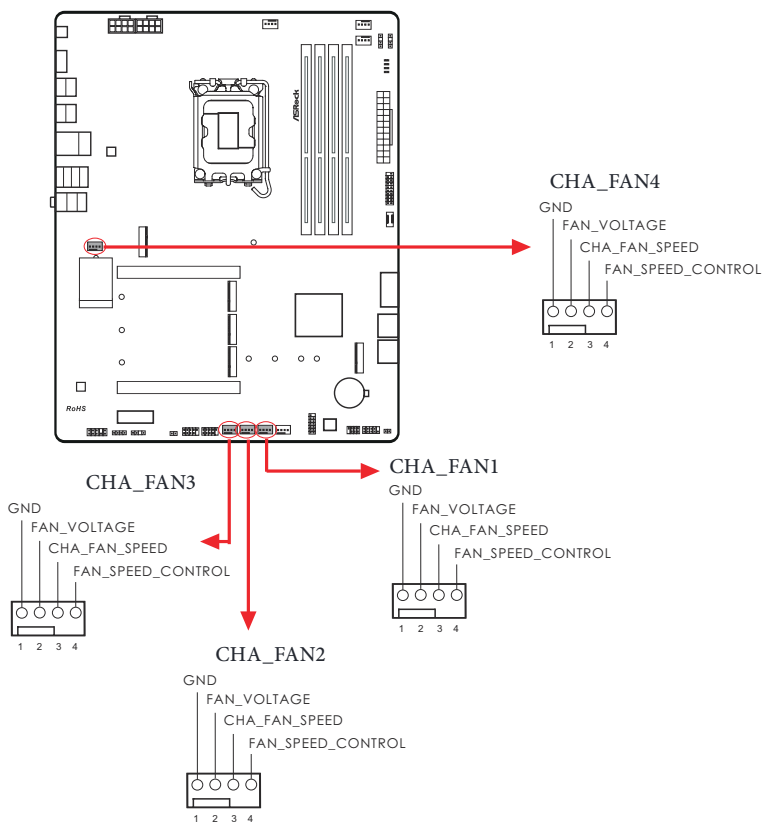 ASRock
CHA_FAN4
GND
FAN_VOLTAGE
CHA_FAN_SPEED
FAN_SPEED_CONTROL
1 2 3 4
RoHS
CHA_FAN1
GND
FAN_VOLTAGE
CHA_FAN_SPEED
FAN_SPEED_CONTROL
1 2 3 4
CHA_FAN3
GND
FAN_VOLTAGE
CHA_FAN_SPEED
FAN_SPEED_CONTROL
1 2 3 4
CHA_FAN2
GND
FAN_VOLTAGE
CHA_FAN_SPEED
FAN_SPEED_CONTROL
1 2 3 4